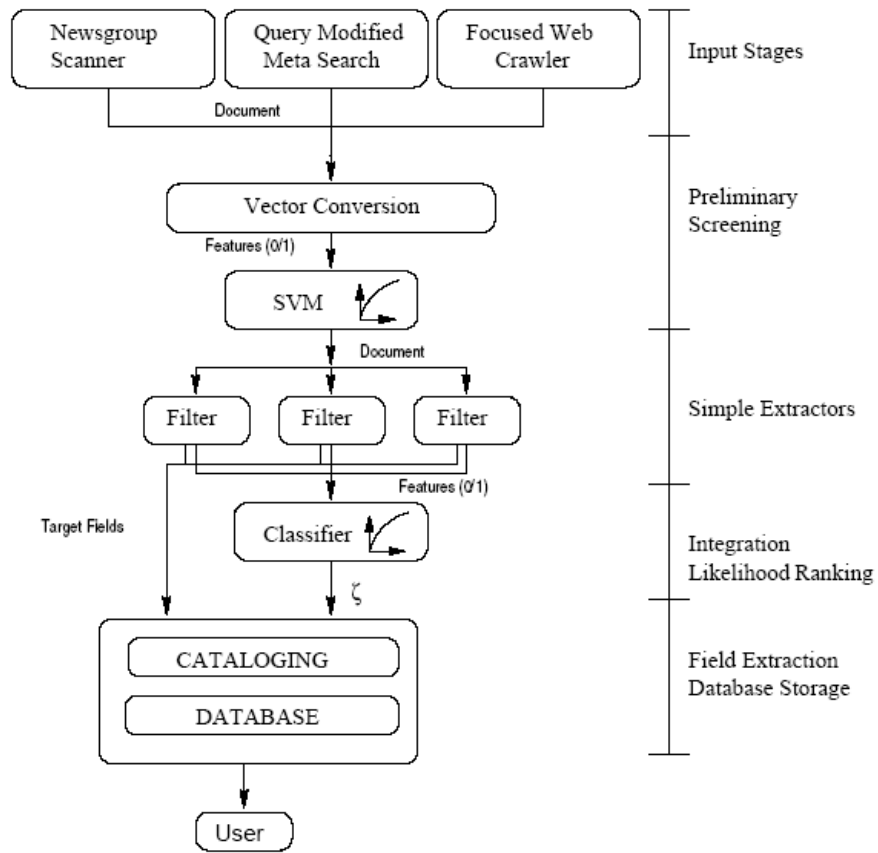 Newsgroup
Scanner
Query Modified
Meta Search
Focused Web
Crawler
Input Stages
Document
Preliminary
Screening
Vector Conversion
Features (0/1)
SVM
Document
Simple Extractors
Filter
Filter
Filter
Features (0/1)
Target Fields
Classifier
Integration
Likelihood Ranking
ζ
CATALOGING
DATABASE
Field Extraction
Database Storage
User